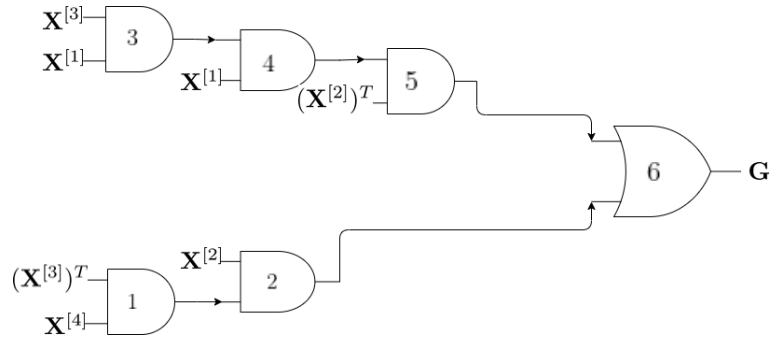 X^[3]
3
X^[1]
4
X^[1]
5
(X^[2])^T
6
G
X^[2]
(X^[3])^T
2
1
X^[4]